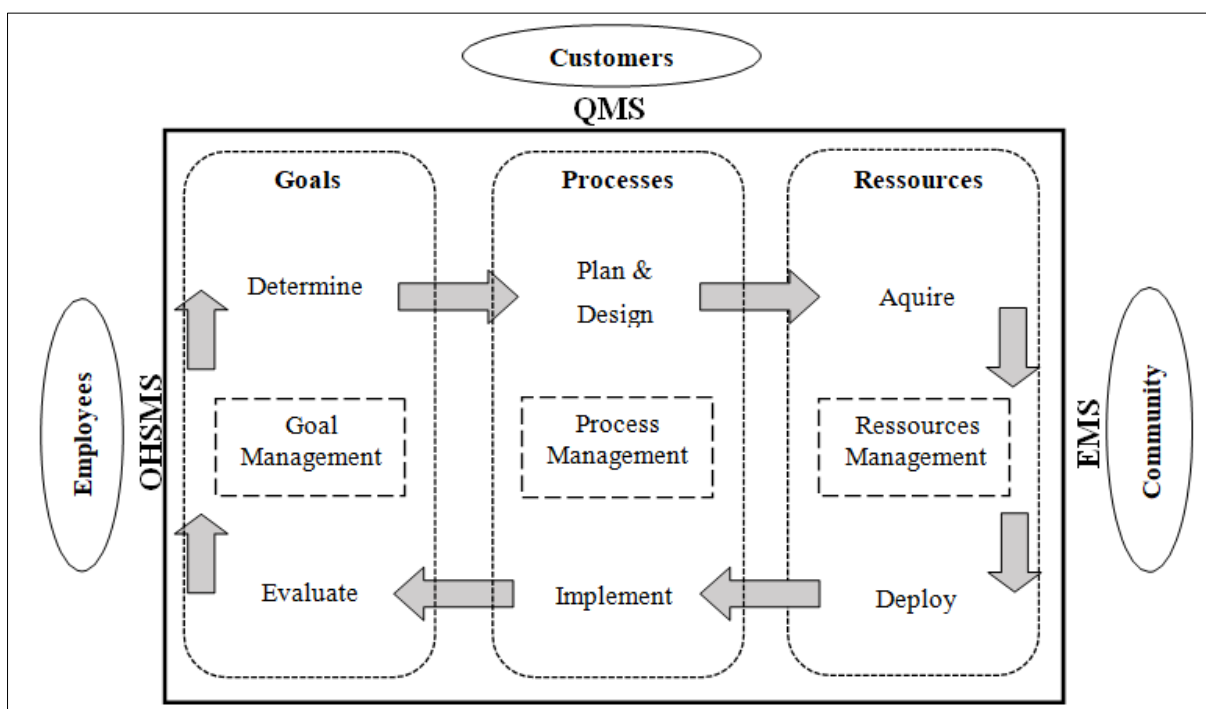 Customers
QMS
Goals
Processes
Ressources
Determine
Plan &
Design
Aquire
Employees
OHSMS
Goal
Management
Process
Management
Ressources
Management
EMS
Community
Evaluate
Implement
Deploy